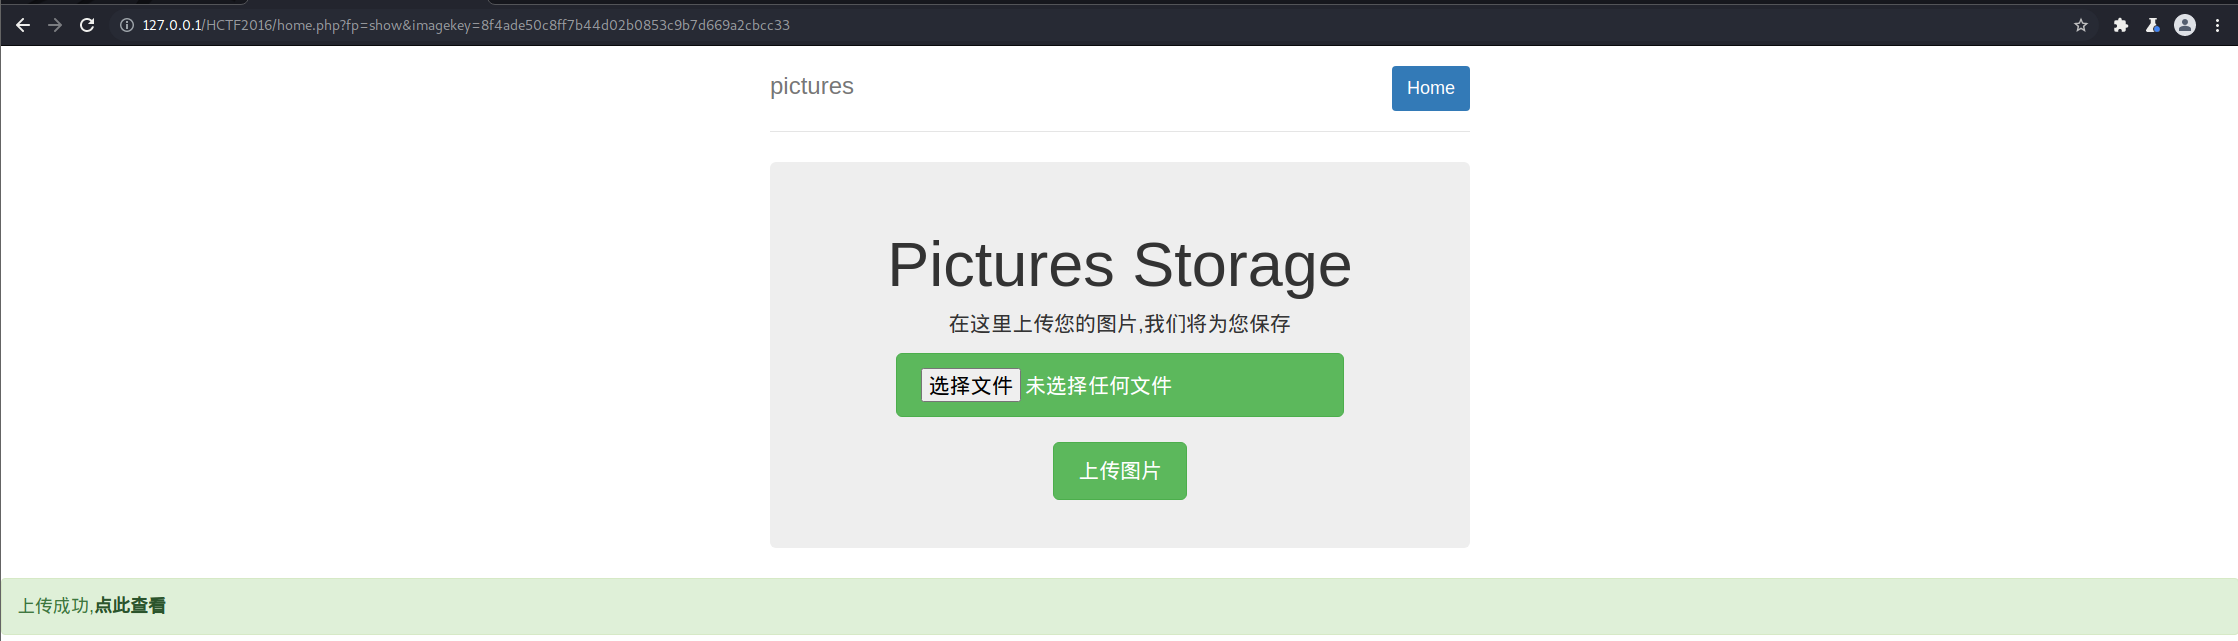 127.0.0.1/HCTF2016/home.php?fp=show&imagekey=8f4ade50c8ff7b44d02b0853c9b7d669a2cbcc33
pictures
Home
Pictures Storage
在这里上传您的图片,我们将为您保存
选择文件 未选择任何文件
上传图片
上传成功,点此查看